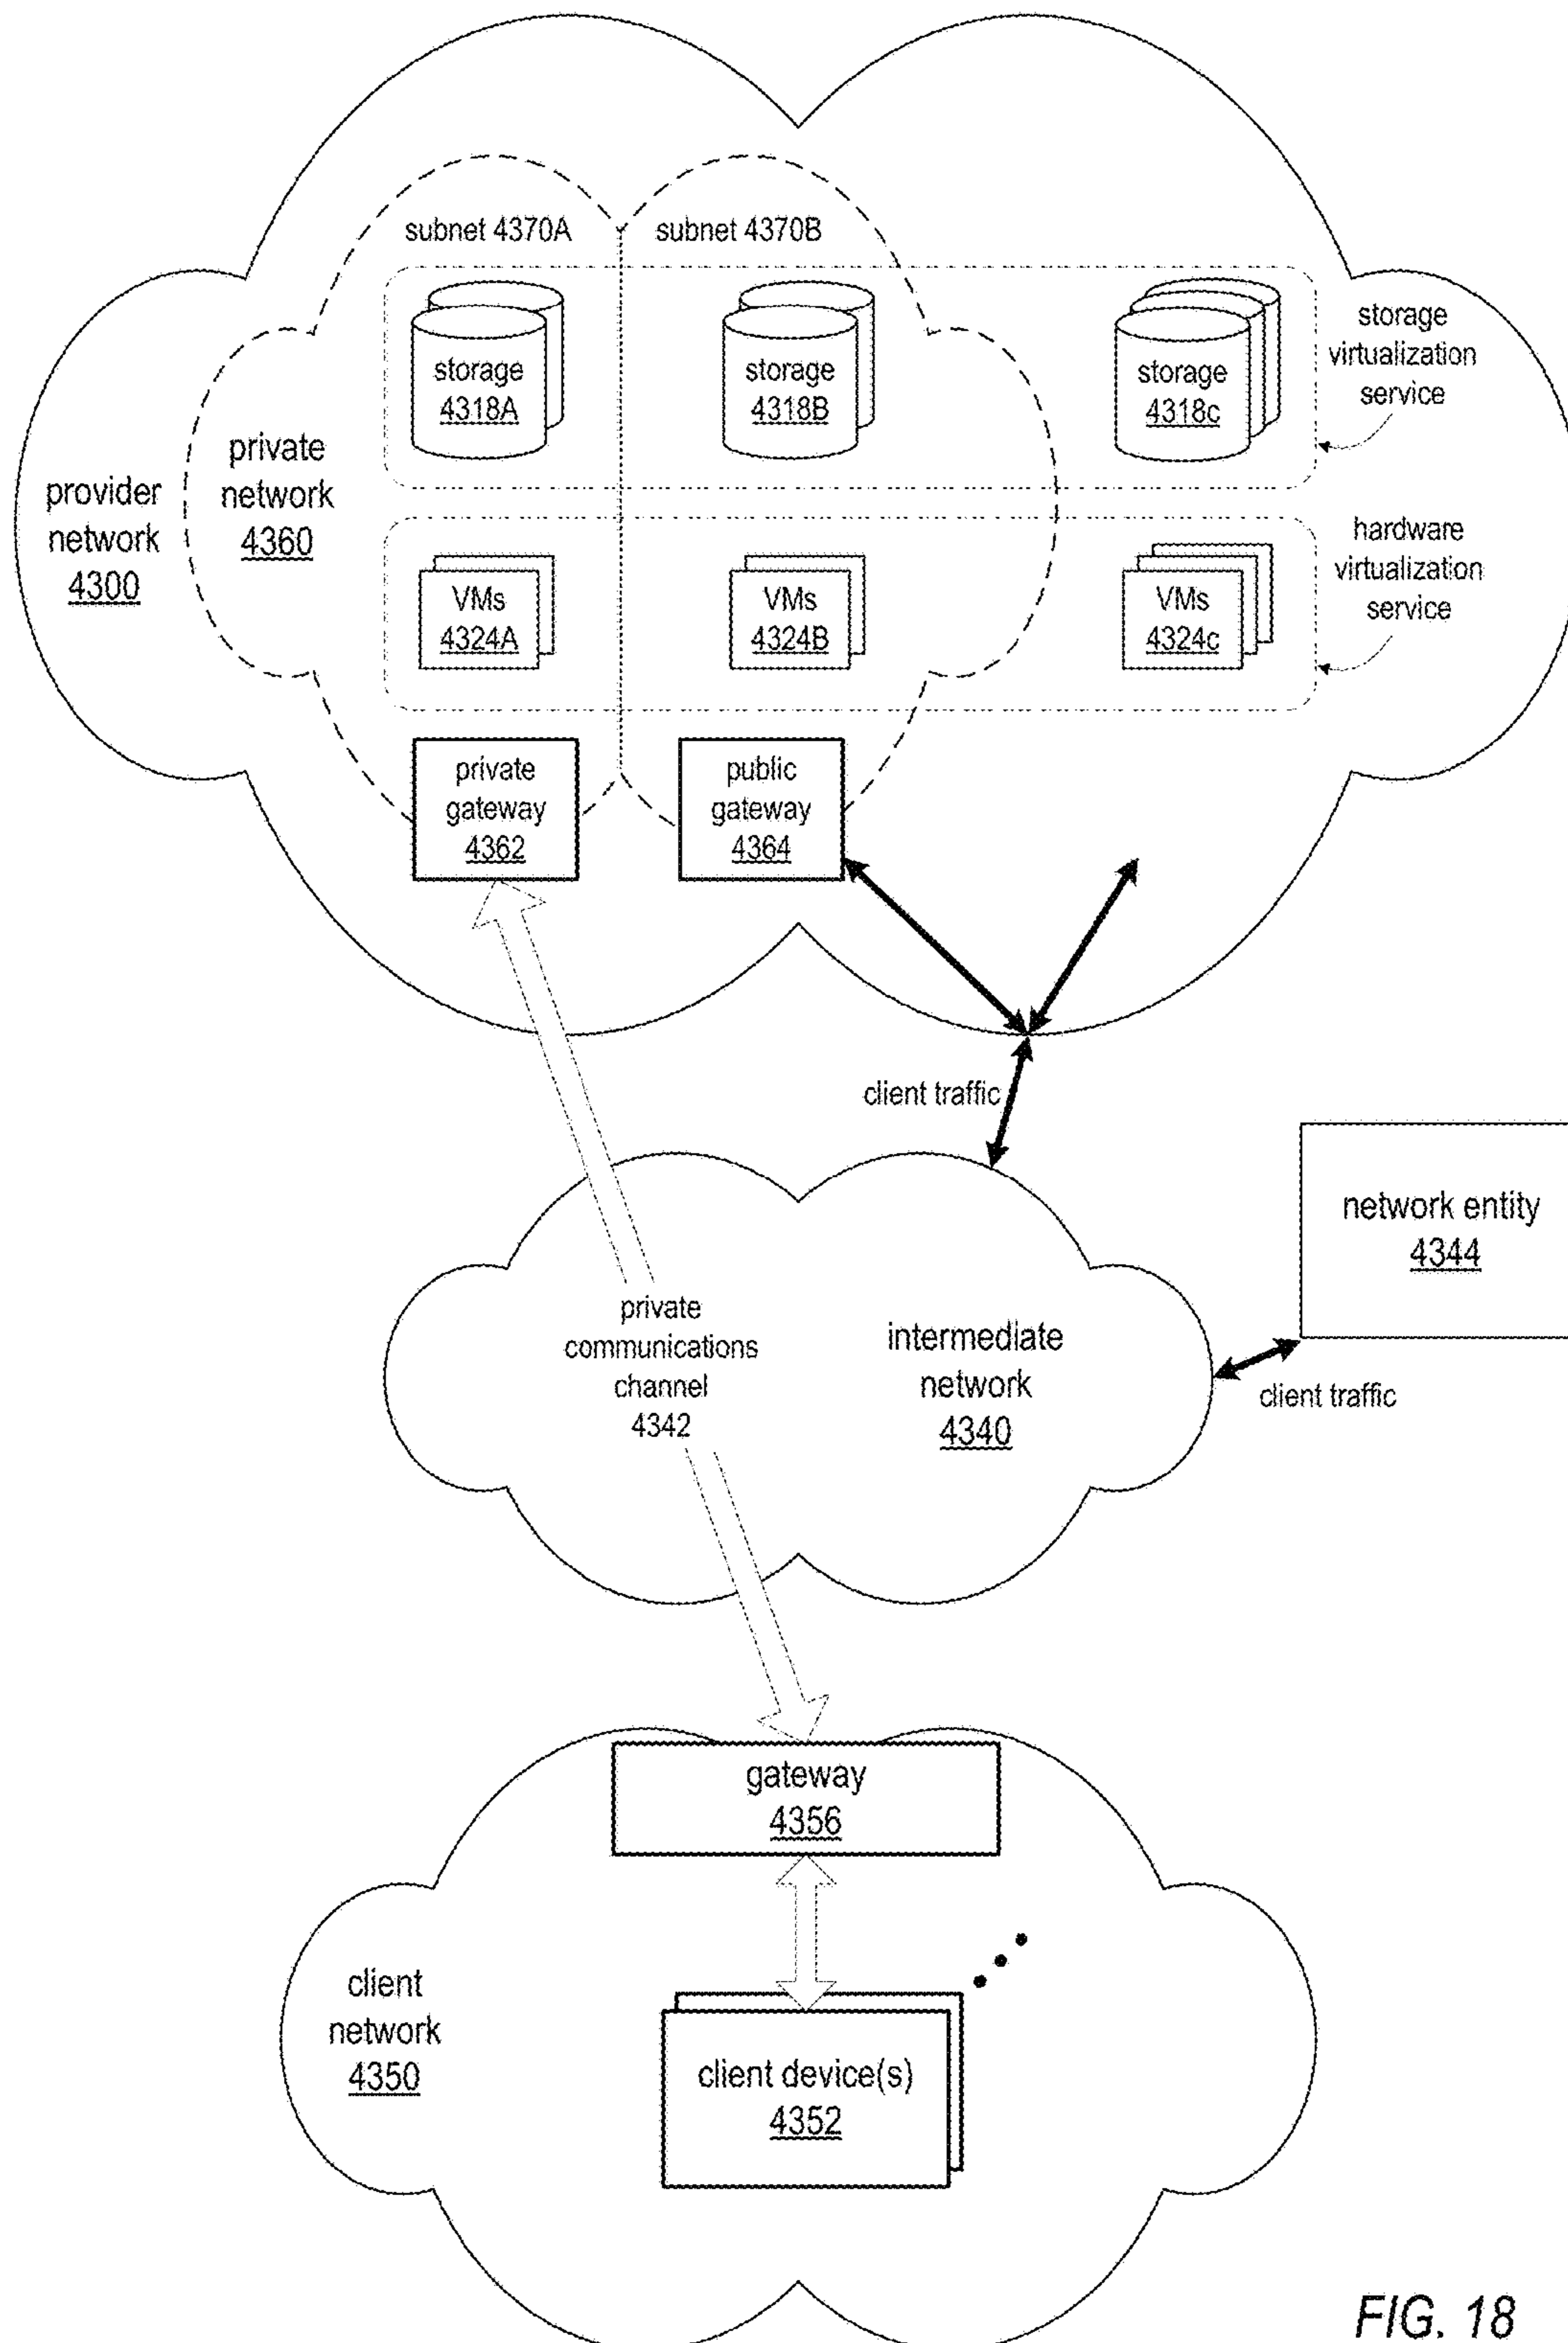 subnet 4370A
subnet 4370B
storage
4318A
storage
4318B
storage
4318c
storage
virtualization
service
private
network
4360
provider
network
4300
VMs
4324A
VMs
4324B
VMs
4324c
hardware
virtualization
service
private
gateway
4362
public
gateway
4364
client traffic
network entity
4344
private
communications
channel
4342
intermediate
network
4340
client traffic
gateway
4356
client
network
4350
client device(s)
4352
FIG. 18